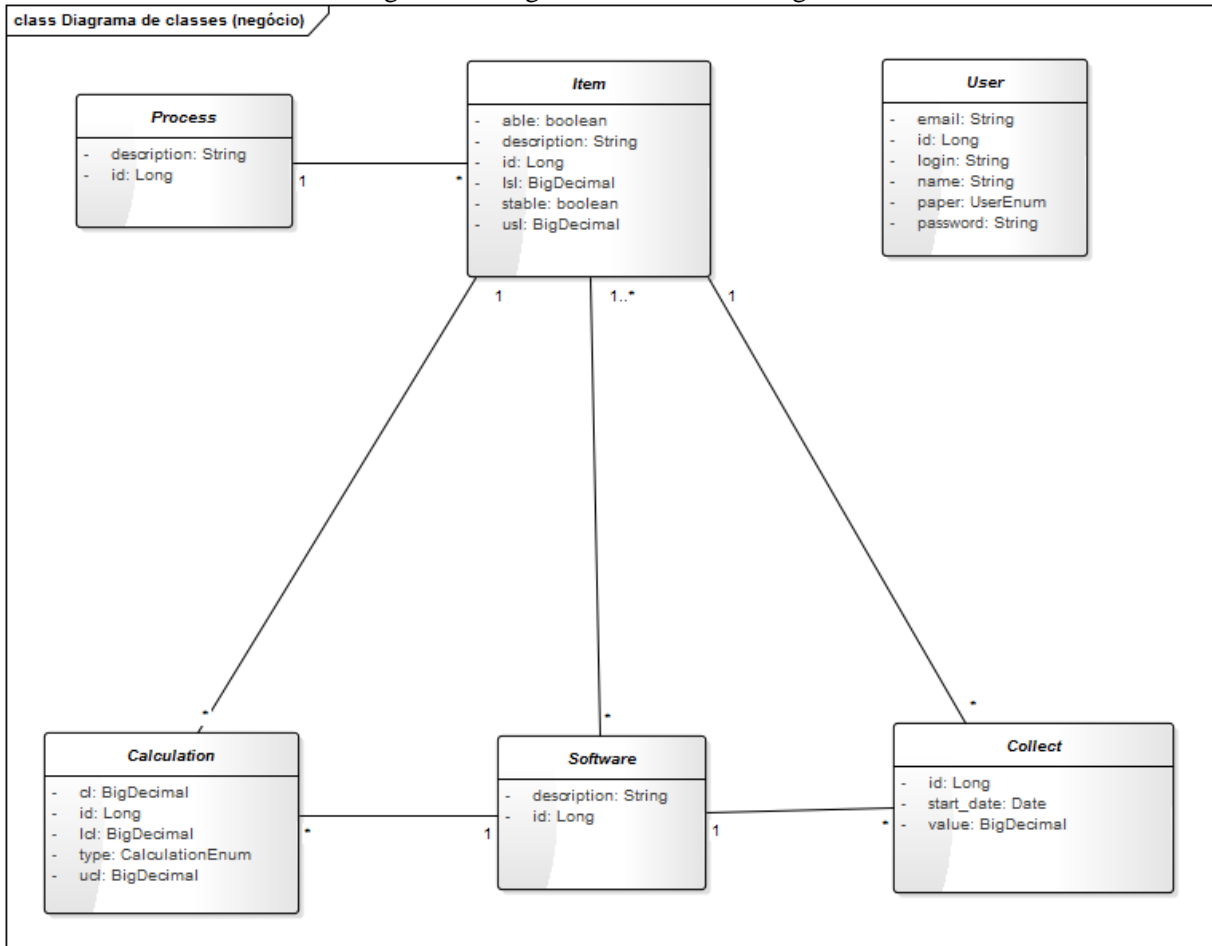 class Diagrama de classes (negócio)
Process
- description: String
- id: Long
Item
- able: boolean
- description: String
- id: Long
- lsl: BigDecimal
- stable: boolean
- usl: BigDecimal
User
- email: String
- id: Long
- login: String
- name: String
- paper: UserEnum
- password: String
1
*
1
1..*
1
*
*
*
Calculation
- cl: BigDecimal
- id: Long
- lcl: BigDecimal
- type: CalculationEnum
- ucl: BigDecimal
Software
- description: String
- id: Long
Collect
- id: Long
- start_date: Date
- value: BigDecimal
*
1
1
*